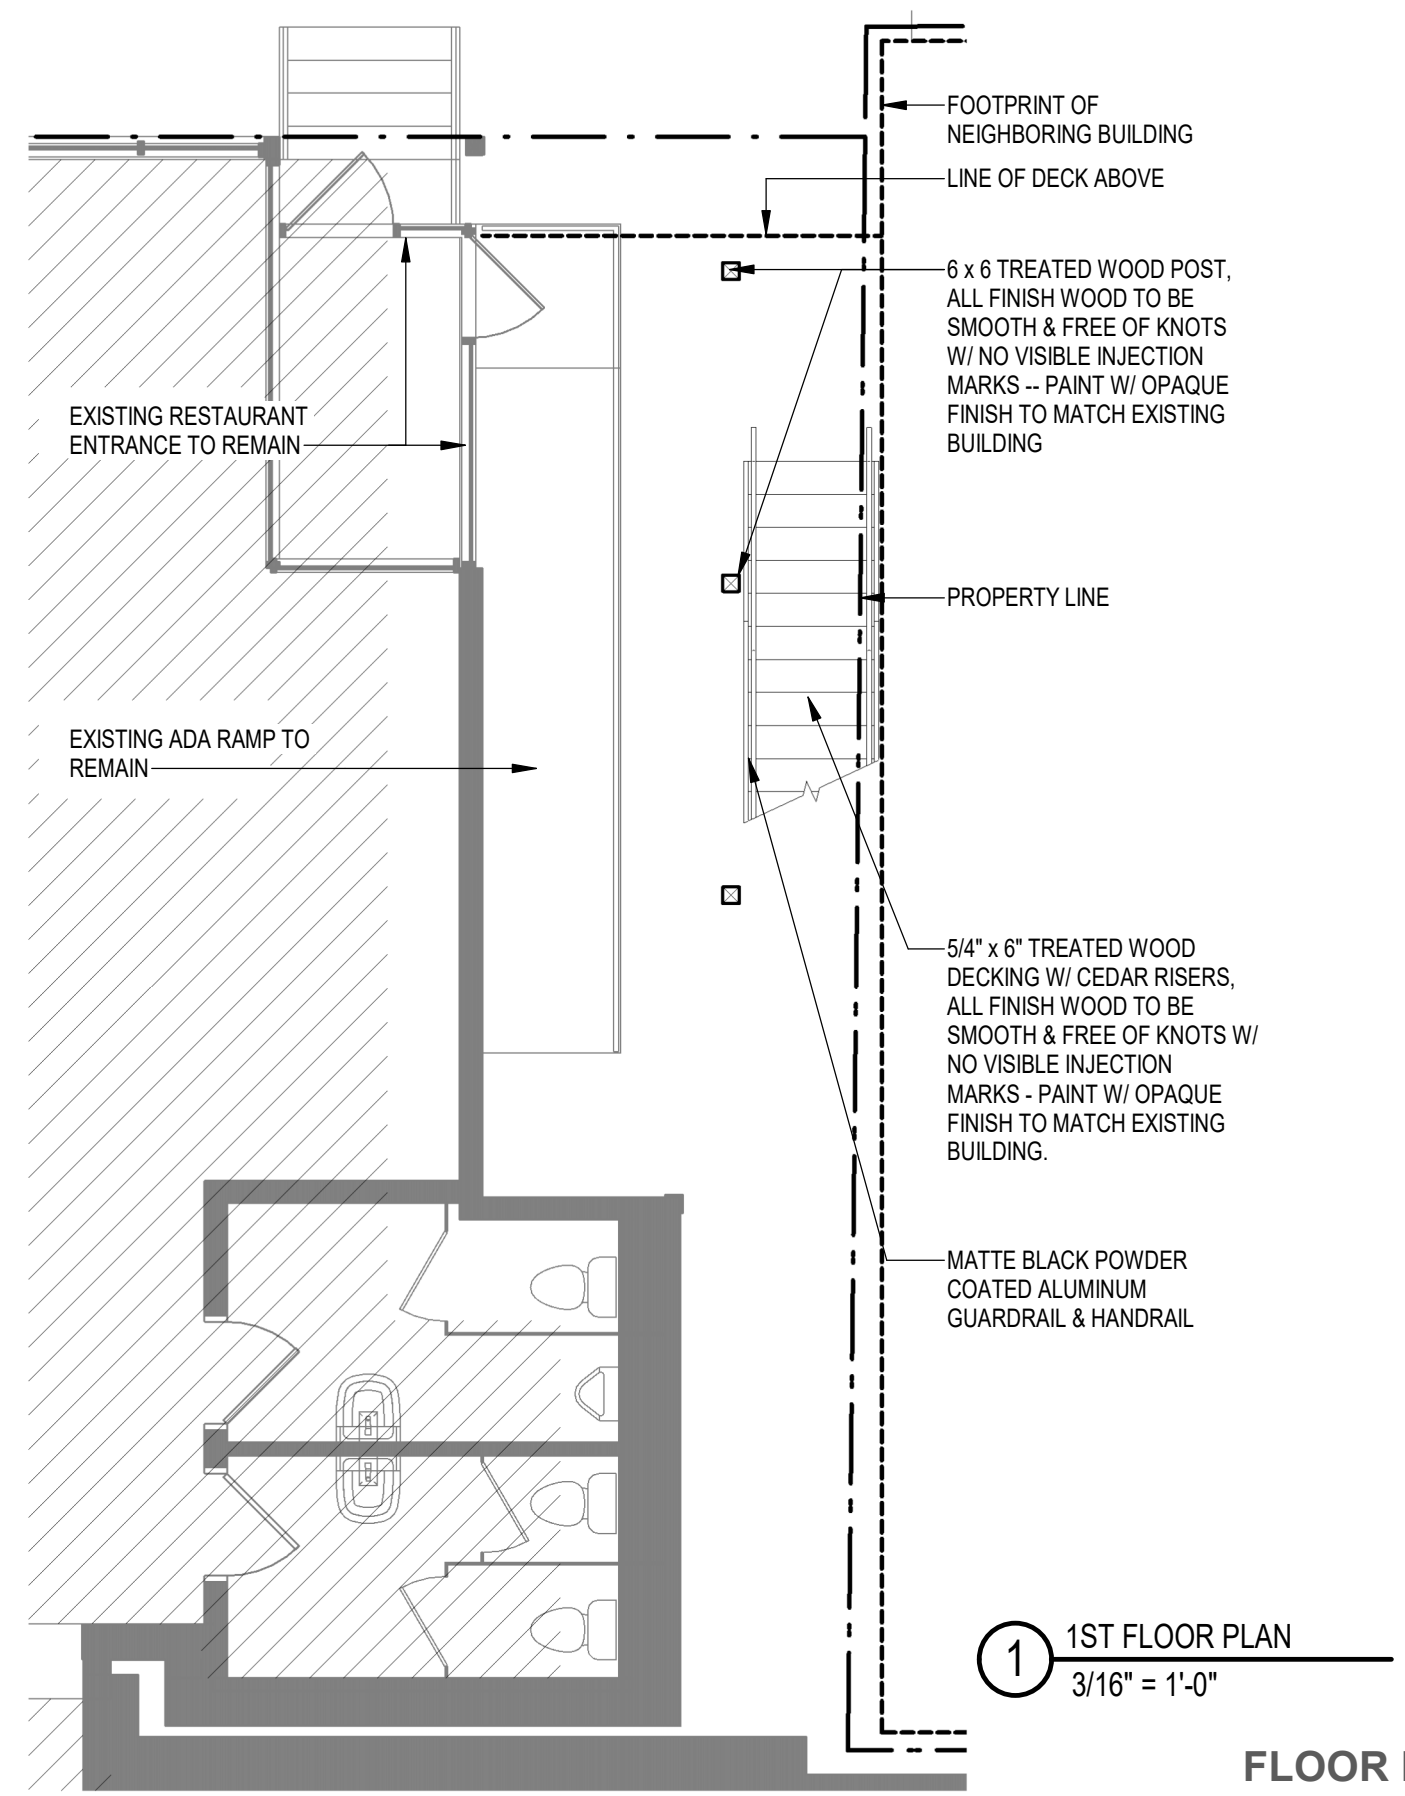 FOOTPRINT OF
NEIGHBORING BUILDING
LINE OF DECK ABOVE
6 x 6 TREATED WOOD POST,
ALL FINISH WOOD TO BE
SMOOTH & FREE OF KNOTS
W/ NO VISIBLE INJECTION
MARKS -- PAINT W/ OPAQUE
FINISH TO MATCH EXISTING
BUILDING
EXISTING RESTAURANT
ENTRANCE TO REMAIN
PROPERTY LINE
EXISTING ADA RAMP TO
REMAIN
5/4" x 6" TREATED WOOD
DECKING W/ CEDAR RISERS,
ALL FINISH WOOD TO BE
SMOOTH & FREE OF KNOTS W/
NO VISIBLE INJECTION
MARKS - PAINT W/ OPAQUE
FINISH TO MATCH EXISTING
BUILDING.
MATTE BLACK POWDER
COATED ALUMINUM
GUARDRAIL & HANDRAIL
1
1ST FLOOR PLAN
3/16" = 1'-0"
FLOOR